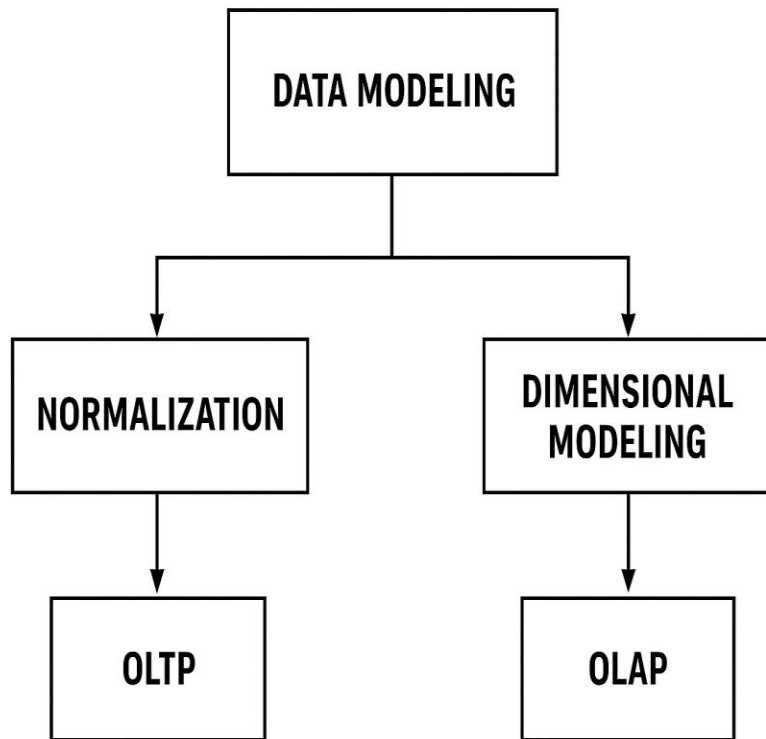 DATA MODELING
NORMALIZATION
DIMENSIONAL
MODELING
OLTP
OLAP